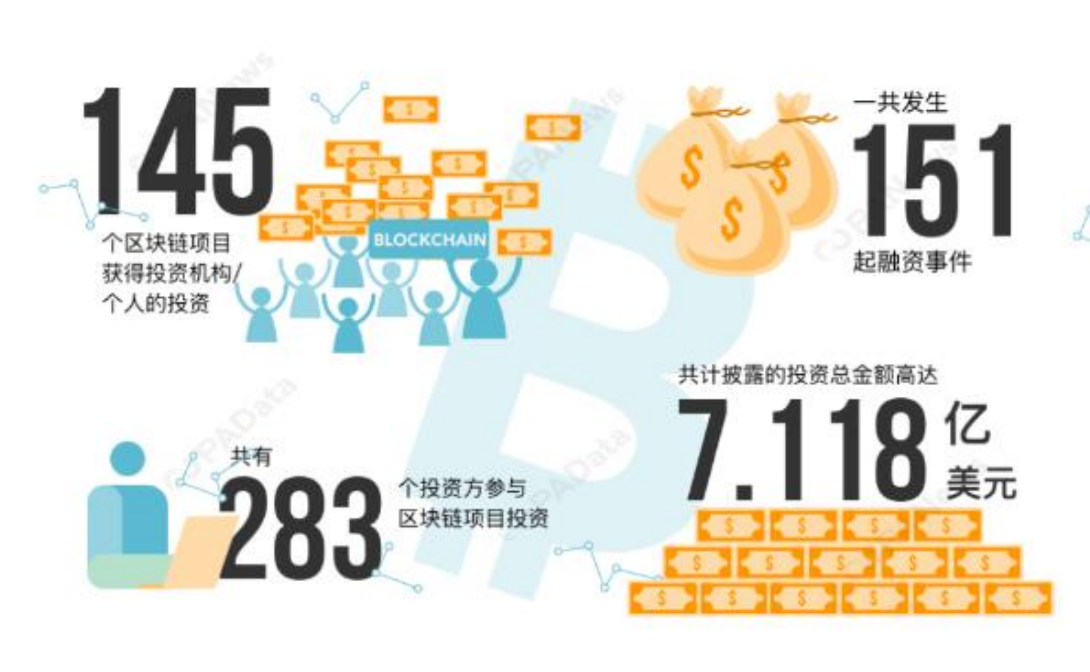 145
个区块链项目
获得投资机构/
个人的投资
BLOCKCHAIN
一共发生
151
起融资事件
共有
283
个投资方参与
区块链项目投资
共计披露的投资总金额高达
7.118 亿
美元
PAData
PAData